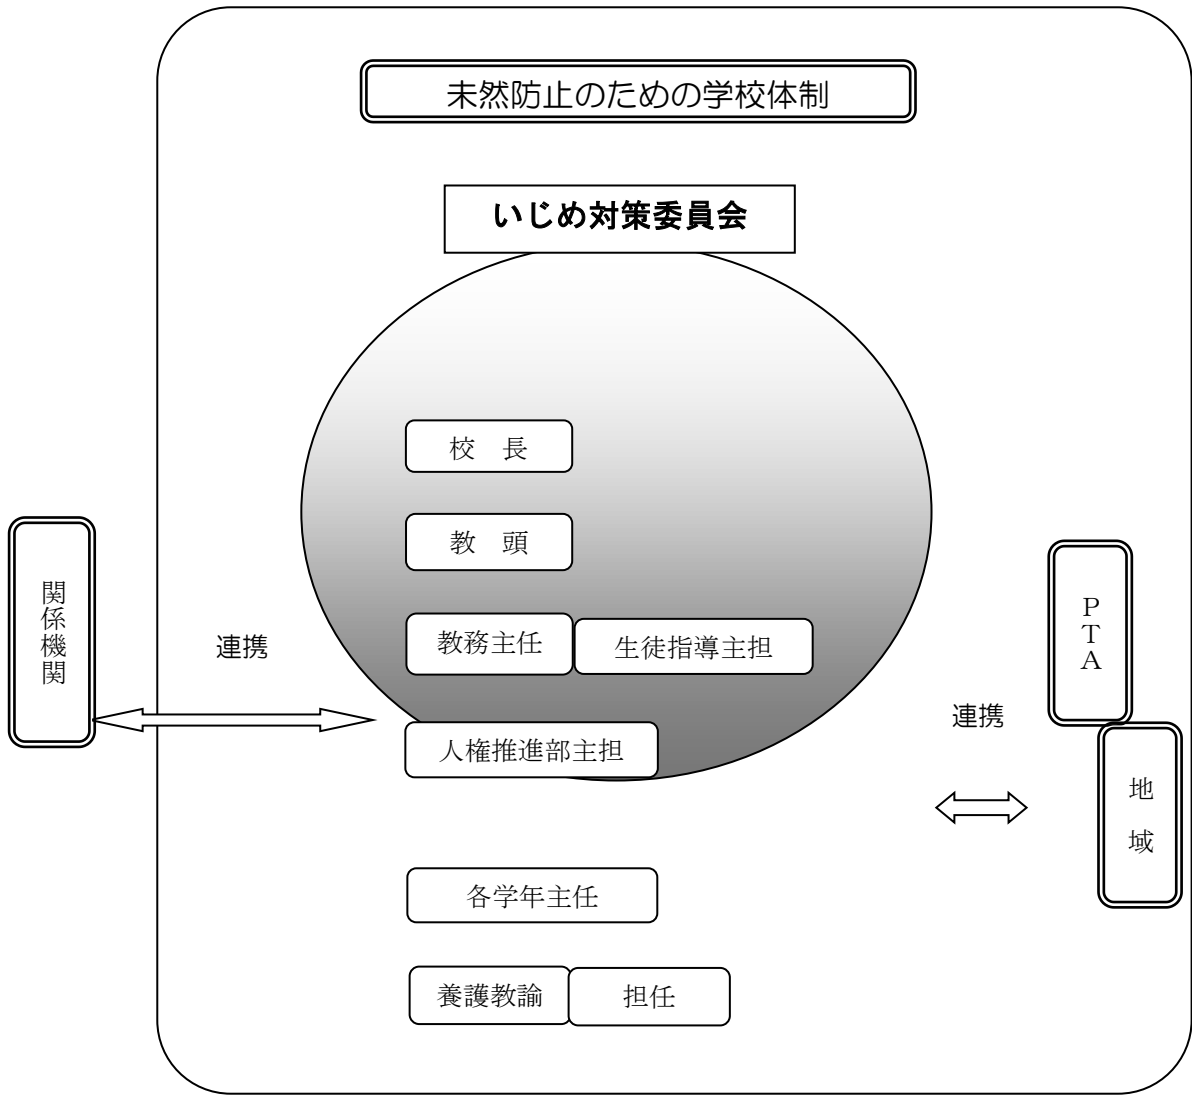 未然防止のための学校体制
いじめ対策委員会
校　長
教　頭
教務主任
生徒指導主担
人権推進部主担
各学年主任
養護教諭
担任
関係機関
連携
連携
PTA
地　域